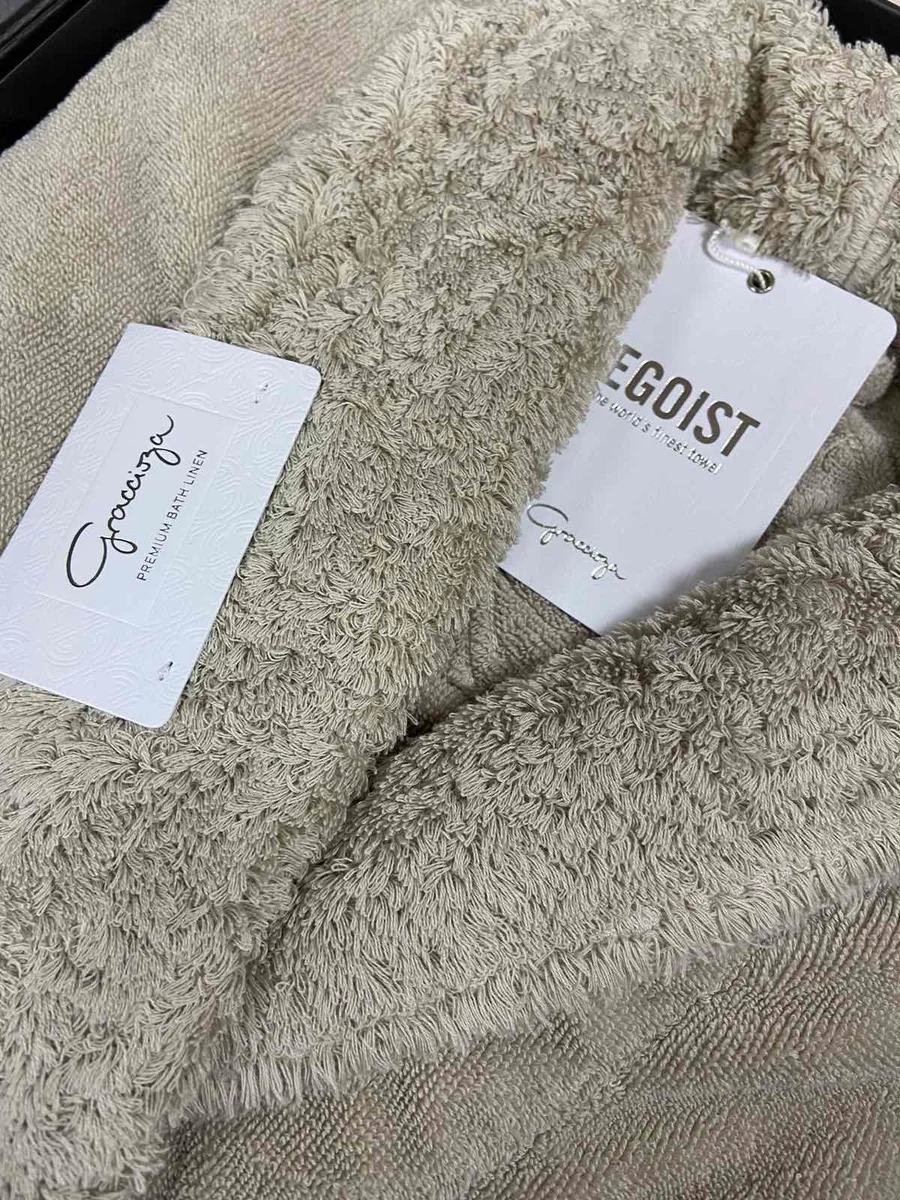 Graccioza
PREMIUM BATH LINEN
EGOIST
the world's finest towel
Graccioza